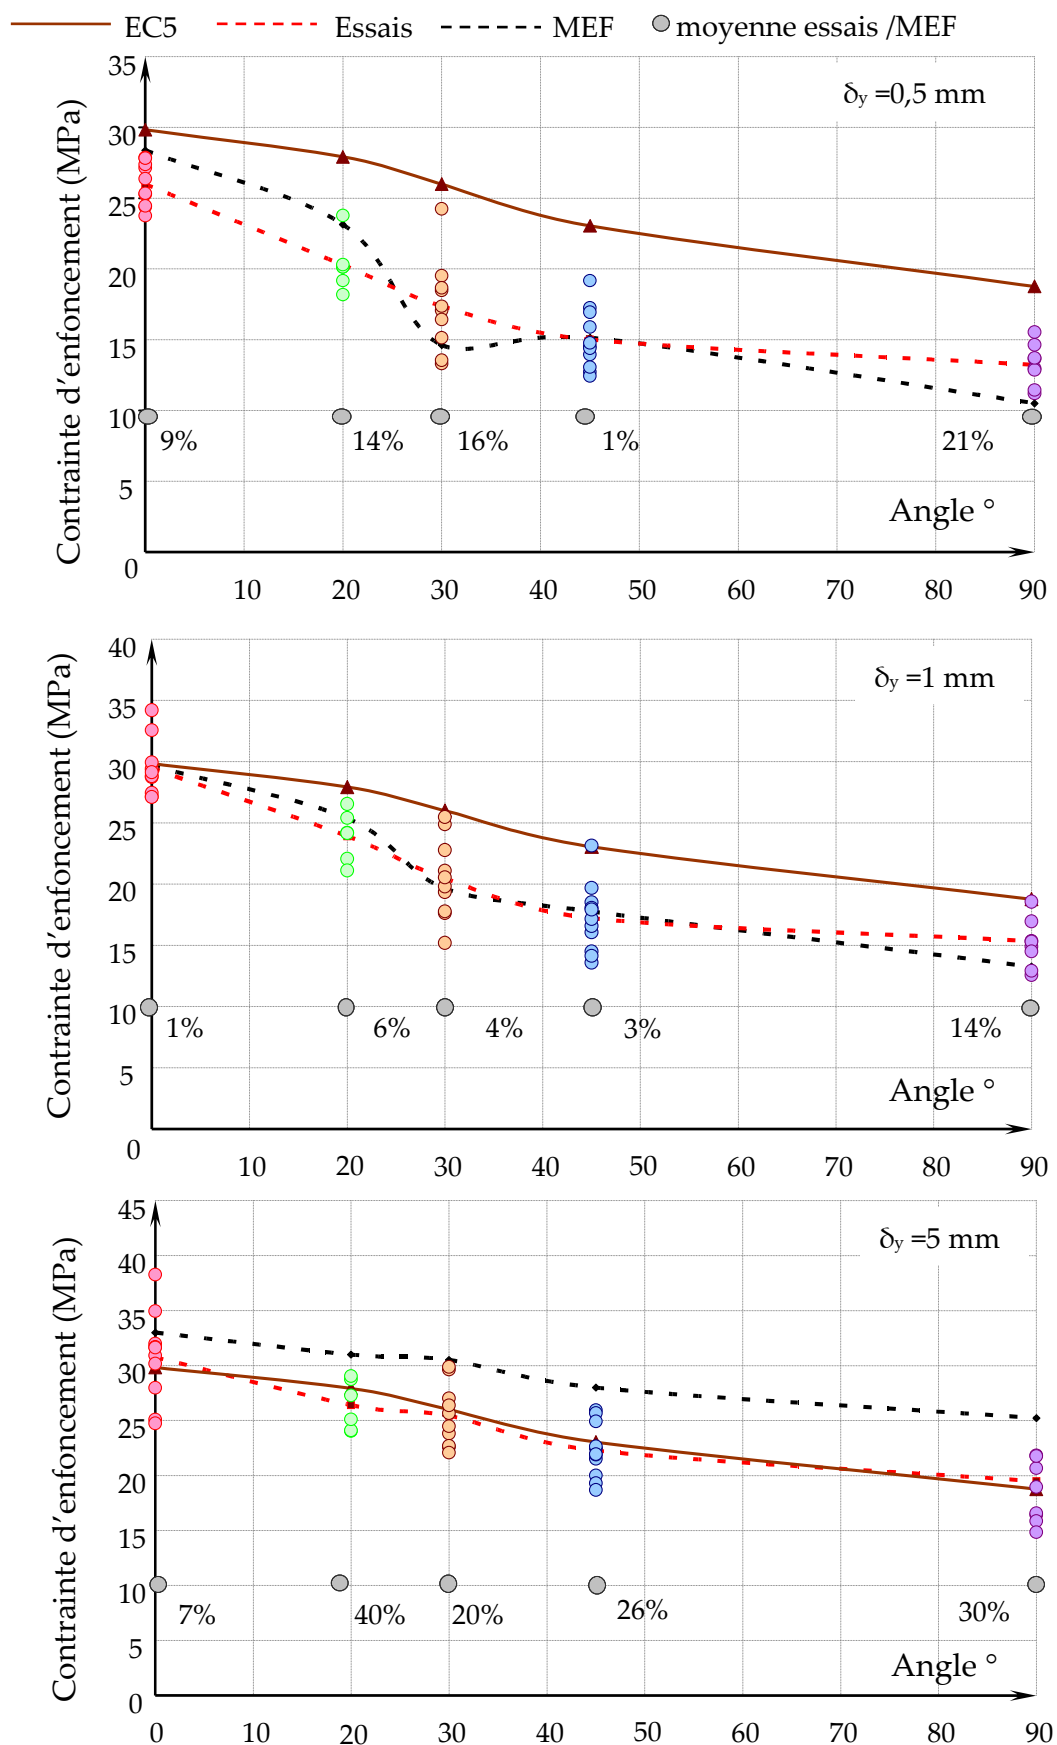 EC5 Essais MEF moyenne essais /MEF
35
δy =0,5 mm
30
25
20
15
10
9% 14% 16% 1% 21%
5
Angle °
0
10 20 30 40 50 60 70 80 90
Contrainte d'enfoncement (MPa)
40
δy =1 mm
35
30
25
20
15
10
1% 6% 4% 3% 14%
5
Angle °
0
10 20 30 40 50 60 70 80 90
Contrainte d'enfoncement (MPa)
45
δy =5 mm
40
35
30
25
20
15
10
7% 40% 20% 26% 30%
5
Angle °
0
0 10 20 30 40 50 60 70 80 90
Contrainte d'enfoncement (MPa)